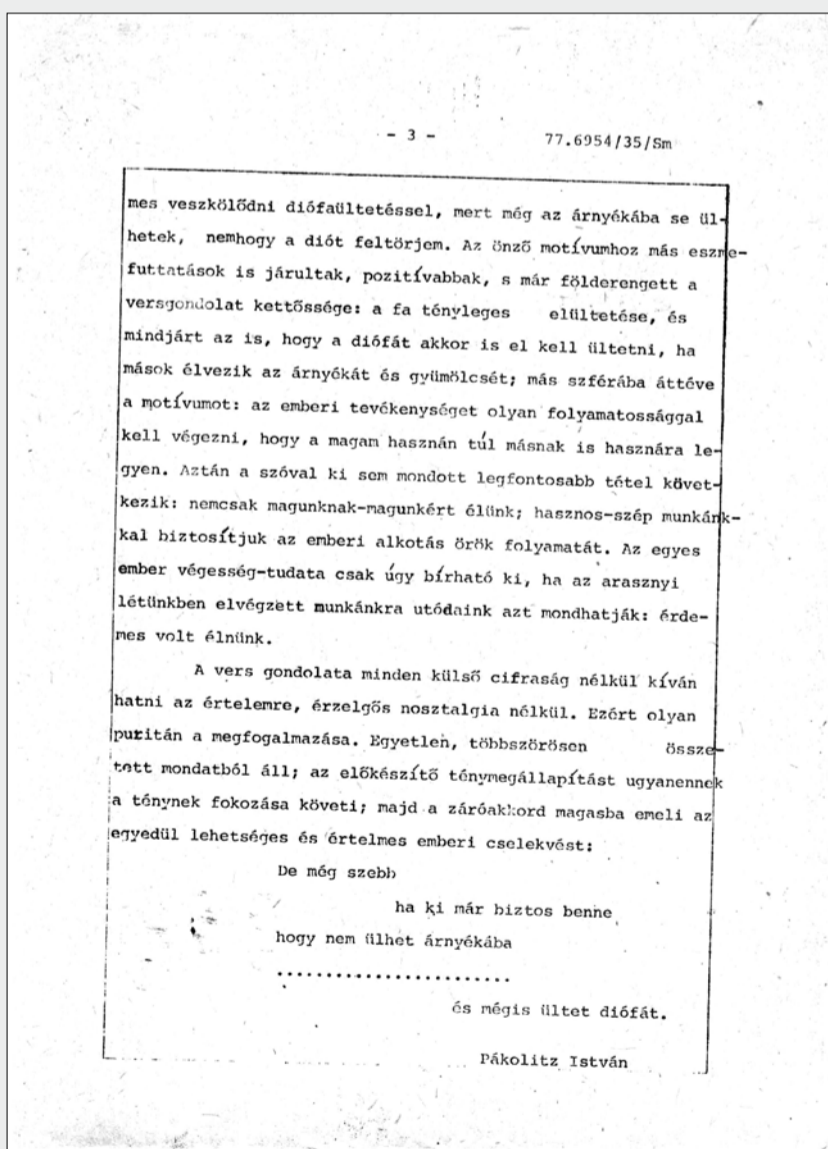 - 3 - 77.6954/35/Sm
mes veszkölődni diófaültetéssel, mert még az árnyékába se ül-
hetek, nemhogy a diót feltörjem. Az önző motívumhoz más eszme-
futtatások is járultak, pozitívabbak, s már földerengett a
versgondolat kettőssége: a fa tényleges elültetése, és
mindjárt az is, hogy a diófát akkor is el kell ültetni, ha
mások élvezik az árnyékát és gyümölcsét; más szférába áttéve
a motívumot: az emberi tevékenységet olyan folyamatossággal
kell végezni, hogy a magam hasznán túl másnak is hasznára le-
gyen. Aztán a szóval ki sem mondott legfontosabb tétel követ-
kezik: nemcsak magunknak-magunkért élünk; hasznos-szép munkánk-
kal biztosítjuk az emberi alkotás örök folyamatát. Az egyes
ember végesség-tudata csak úgy bírható ki, ha az arasznyi
létünkben elvégzett munkánkra utódaink azt mondhatják: érde-
mes volt élnünk.
A vers gondolata minden külső cifraság nélkül kíván
hatni az értelemre, érzelgős nosztalgia nélkül. Ezért olyan
puritán a megfogalmazása. Egyetlen, többszörösen össze-
tett mondatból áll; az előkészítő ténymegállapítást ugyanennek
a ténynek fokozása követi; majd a záróakkord magasba emeli az
egyedül lehetséges és értelmes emberi cselekvést:
De még szebb
ha ki már biztos benne
hogy nem ülhet árnyékába
........................
és mégis ültet diófát.
Pákolitz István